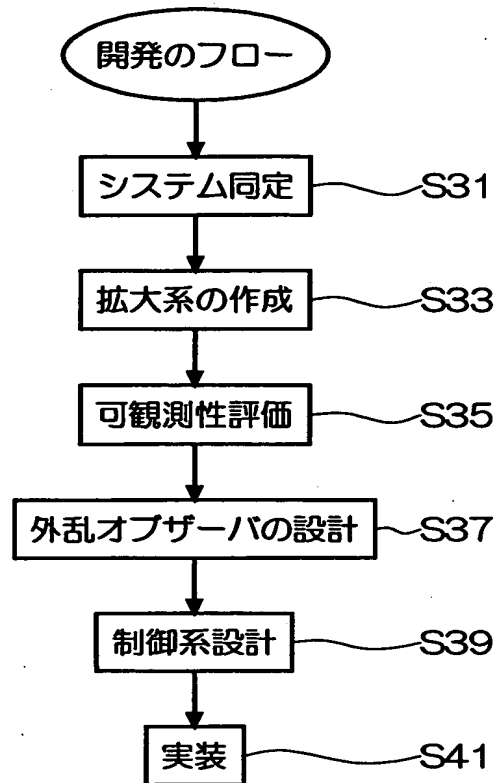 開発のフロー
システム同定 S31
拡大系の作成 S33
可観測性評価 S35
外乱オブザーバの設計 S37
制御系設計 S39
実装 S41